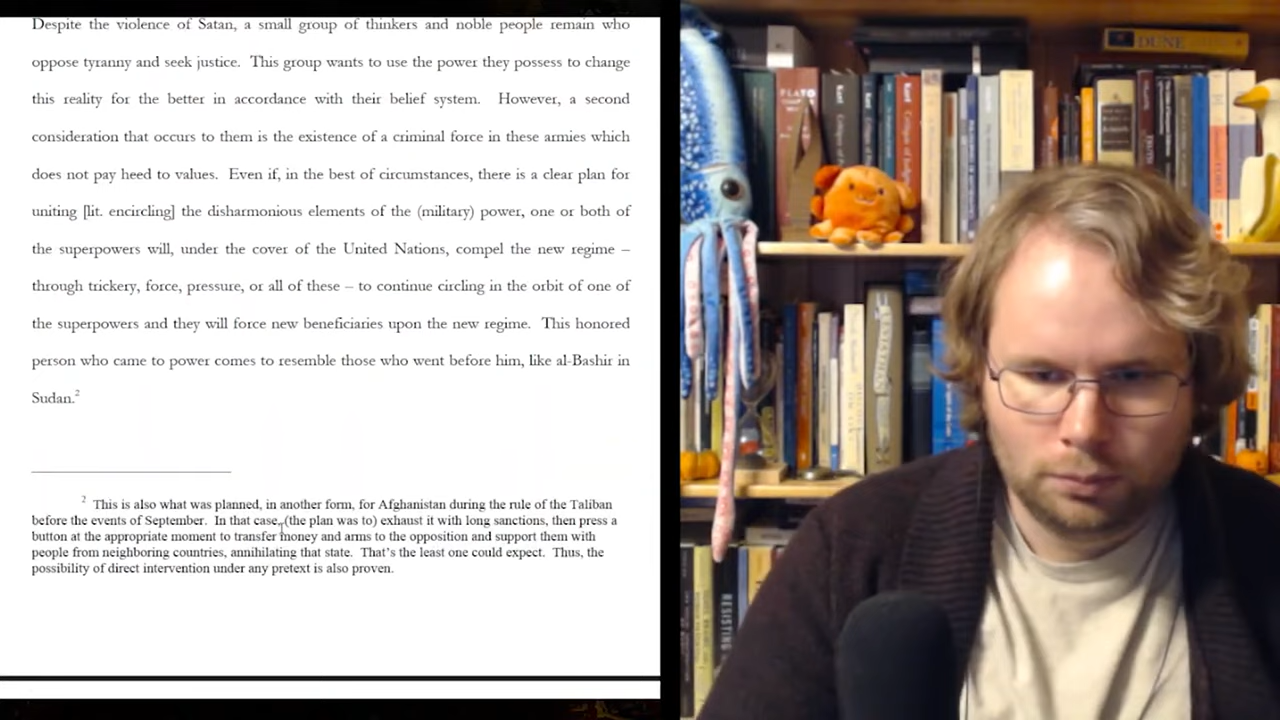 Despite the violence of Satan, a small group of thinkers and noble people remain who
oppose tyranny and seek justice. This group wants to use the power they possess to change
this reality for the better in accordance with their belief system. However, a second
consideration that occurs to them is the existence of a criminal force in these armies which
does not pay heed to values. Even if, in the best of circumstances, there is a clear plan for
uniting [lit. encircling] the disharmonious elements of the (military) power, one or both of
the superpowers will, under the cover of the United Nations, compel the new regime –
through trickery, force, pressure, or all of these – to continue circling in the orbit of one of
the superpowers and they will force new beneficiaries upon the new regime. This honored
person who came to power comes to resemble those who went before him, like al-Bashir in
Sudan.2
2 This is also what was planned, in another form, for Afghanistan during the rule of the Taliban
before the events of September. In that case, (the plan was to) exhaust it with long sanctions, then press a
button at the appropriate moment to transfer money and arms to the opposition and support them with
people from neighboring countries, annihilating that state. That's the least one could expect. Thus, the
possibility of direct intervention under any pretext is also proven.
DUNE
PLATO
Kant
Kant
Kant
RESISTING